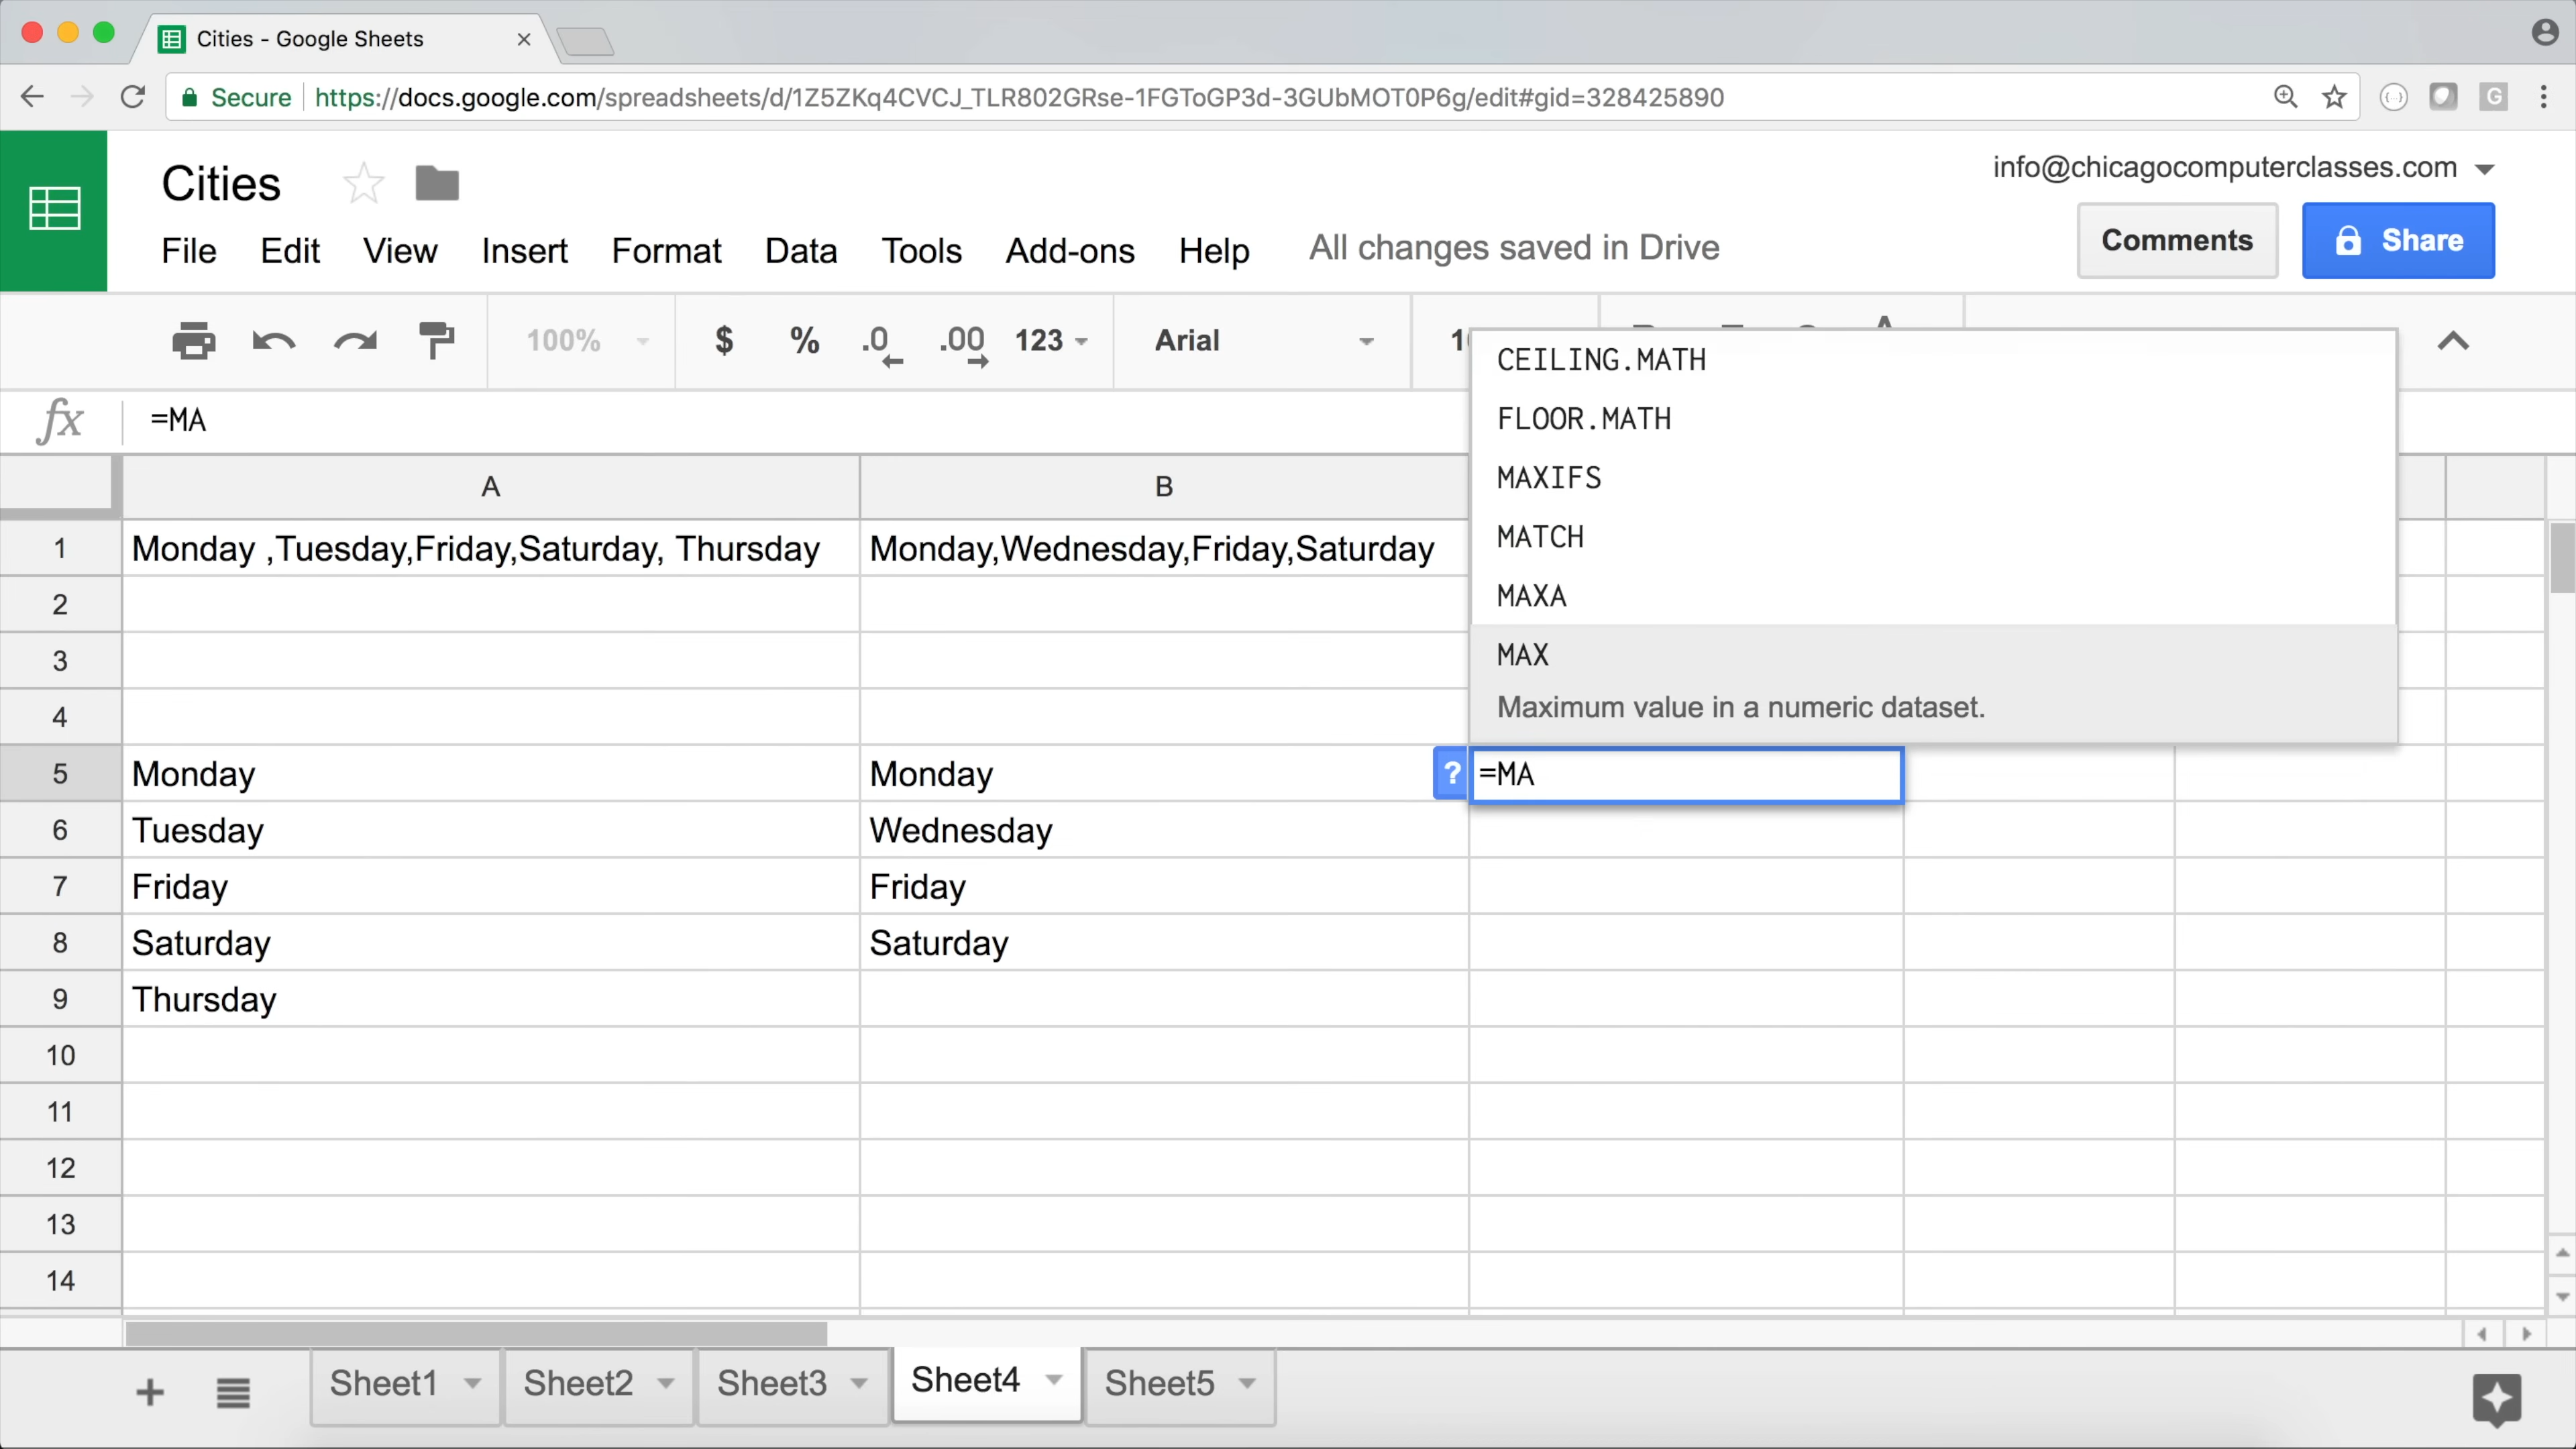 Cities - Google Sheets ×
Secure https://docs.google.com/spreadsheets/d/1Z5ZKq4CVCJ_TLR802GRse-1FGToGP3d-3GUbMOT0P6g/edit#gid=328425890
G
Cities
info@chicagocomputerclasses.com
File Edit View Insert Format Data Tools Add-ons Help All changes saved in Drive
Comments Share
100% $ % .0 .00 123 Arial
fx =MA
CEILING.MATH
FLOOR.MATH
MAXIFS
MATCH
MAXA
MAX
Maximum value in a numeric dataset.
A B
1 Monday ,Tuesday,Friday,Saturday, Thursday Monday,Wednesday,Friday,Saturday
2
3
4
5 Monday Monday ? =MA
6 Tuesday Wednesday
7 Friday Friday
8 Saturday Saturday
9 Thursday
10
11
12
13
14
+ Sheet1 Sheet2 Sheet3 Sheet4 Sheet5